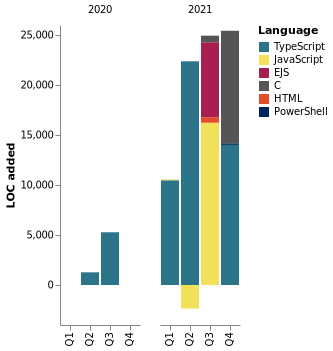 2020 2021
Language
TypeScript
JavaScript
EJS
C
HTML
PowerShell
LOC added
25,000
20,000
15,000
10,000
5,000
0
Q1 Q2 Q3 Q4 Q1 Q2 Q3 Q4